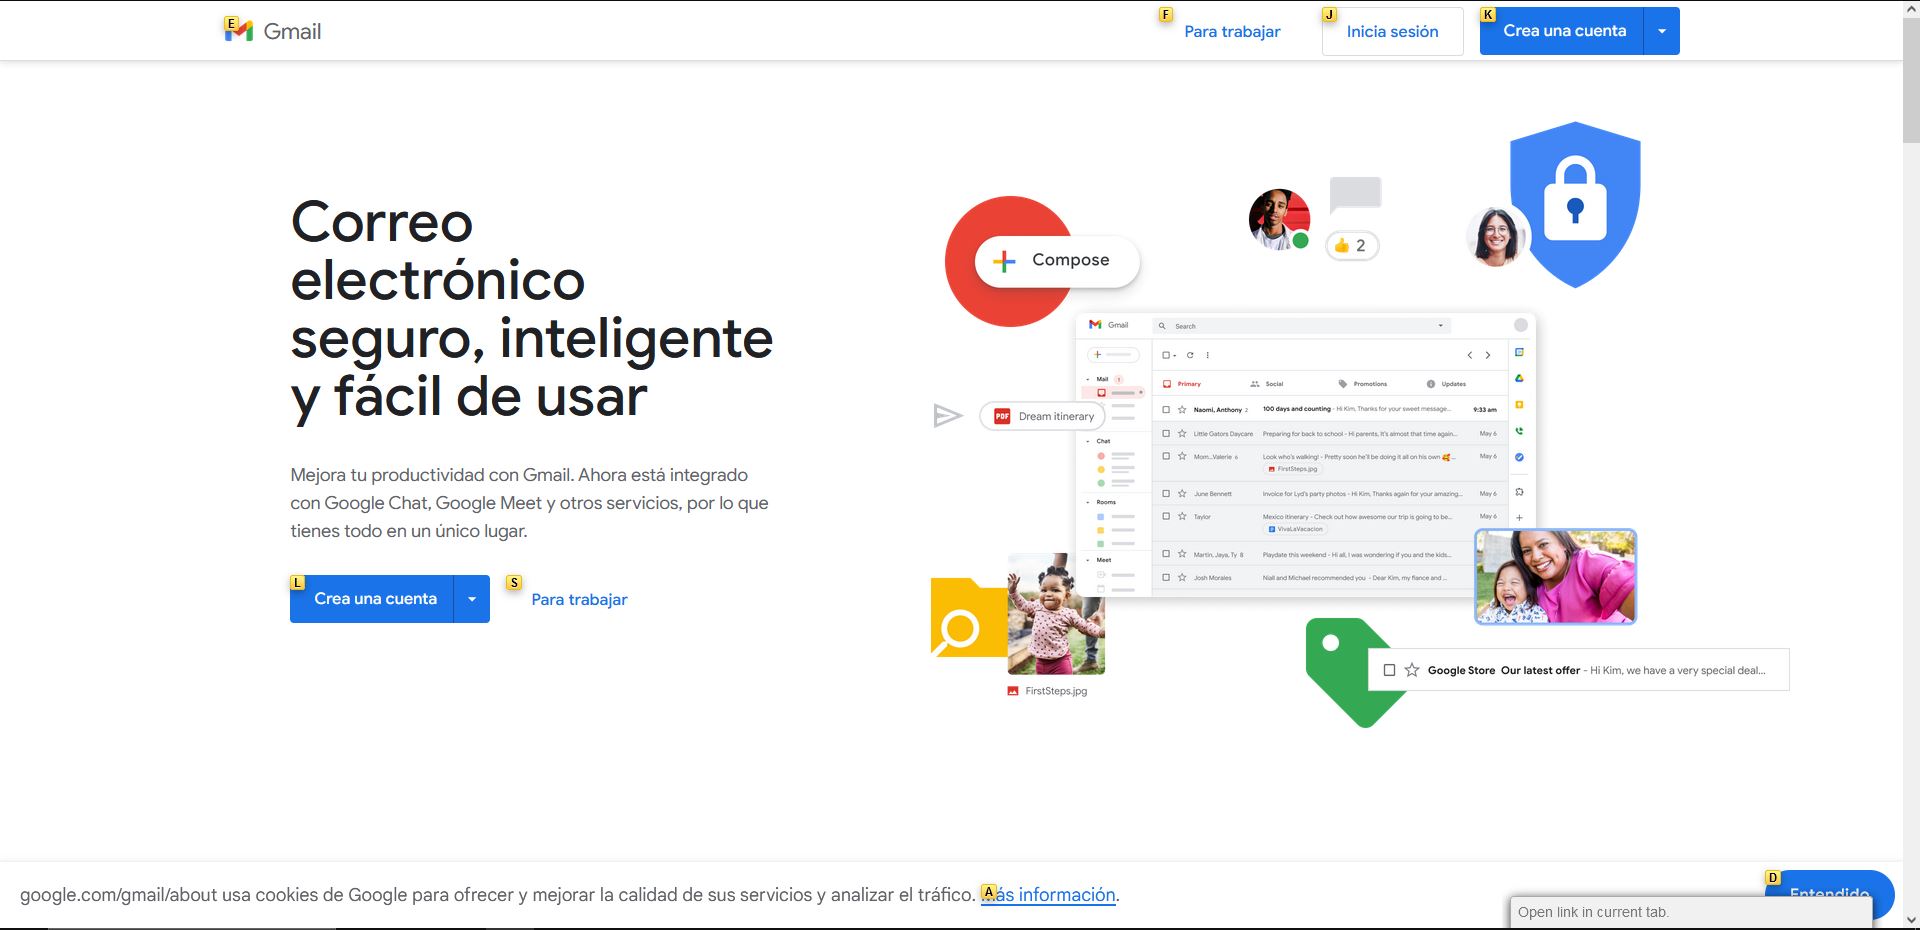 E
Gmail
F
Para trabajar
J
Inicia sesión
K
Crea una cuenta
Correo
electrónico
seguro, inteligente
y fácil de usar
Mejora tu productividad con Gmail. Ahora está integrado
con Google Chat, Google Meet y otros servicios, por lo que
tienes todo en un único lugar.
L
Crea una cuenta
S
Para trabajar
Compose
2
Gmail
Search
Mail 1
Primary
Social
Promotions
Updates
Naomi, Anthony 2 100 days and counting - Hi Kim, Thanks for your sweet message... 9:33 am
PDF Dream itinerary
Little Gators Daycare Preparing for back to school - Hi parents, It's almost that time again... May 6
Chat
Mom...Valerie 6 Look who's walking! - Pretty soon he'll be doing it all on his own 🥰... May 6
FirstSteps.jpg
June Bennett Invoice for Lyd's party photos - Hi Kim, Thanks again for your amazing... May 6
Rooms
Taylor Mexico itinerary - Check out how awesome our trip is going to be... May 6
VivaLaVacacion
Martin, Jaya, Ty 8 Playdate this weekend - Hi all, I was wondering if you and the kids...
Meet
Josh Morales Niall and Michael recommended you - Dear Kim, my fiance and ...
FirstSteps.jpg
Google Store Our latest offer - Hi Kim, we have a very special deal...
google.com/gmail/about usa cookies de Google para ofrecer y mejorar la calidad de sus servicios y analizar el tráfico. A ás información.
D
Entendido
Open link in current tab.